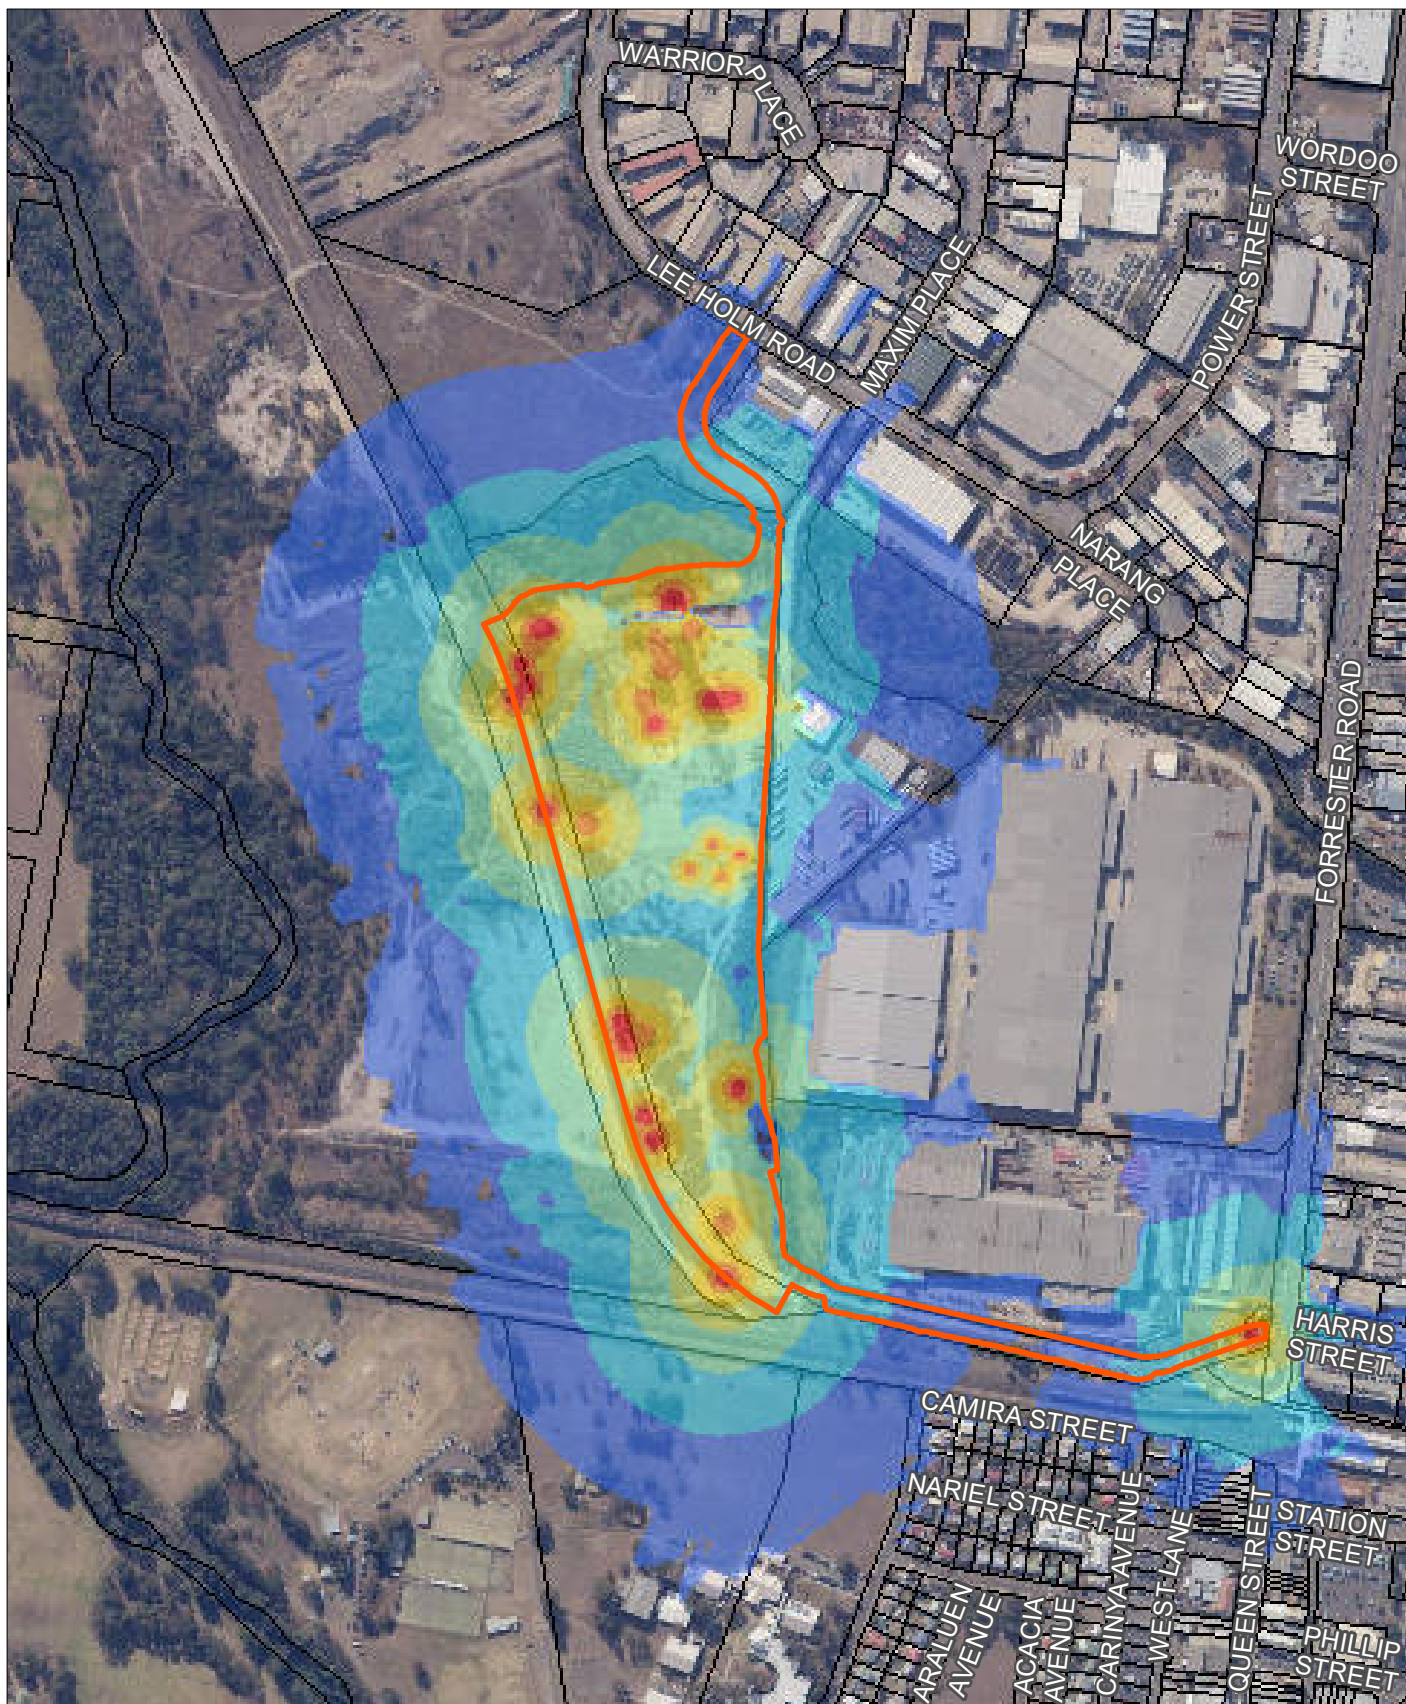 WARRIOR PLACE
WORDOO
STREET
LEE HOLM ROAD
MAXIM PLACE
POWER STREET
NARANG
PLACE
FORRESTER ROAD
HARRIS
STREET
CAMIRA STREET
NARIEL STREET
STATION
STREET
ARALUEN
AVENUE
ACACIA
AVENUE
CARINYA AVENUE
WEST LANE
QUEEN STREET
PHILLIP
STREET